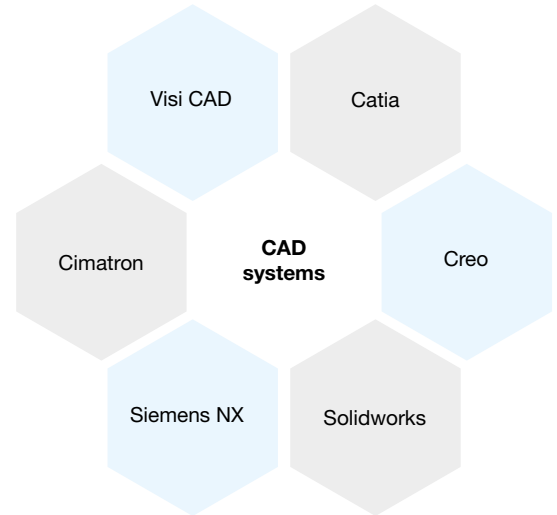 Visi CAD
Catia
Cimatron
CAD
systems
Creo
Siemens NX
Solidworks